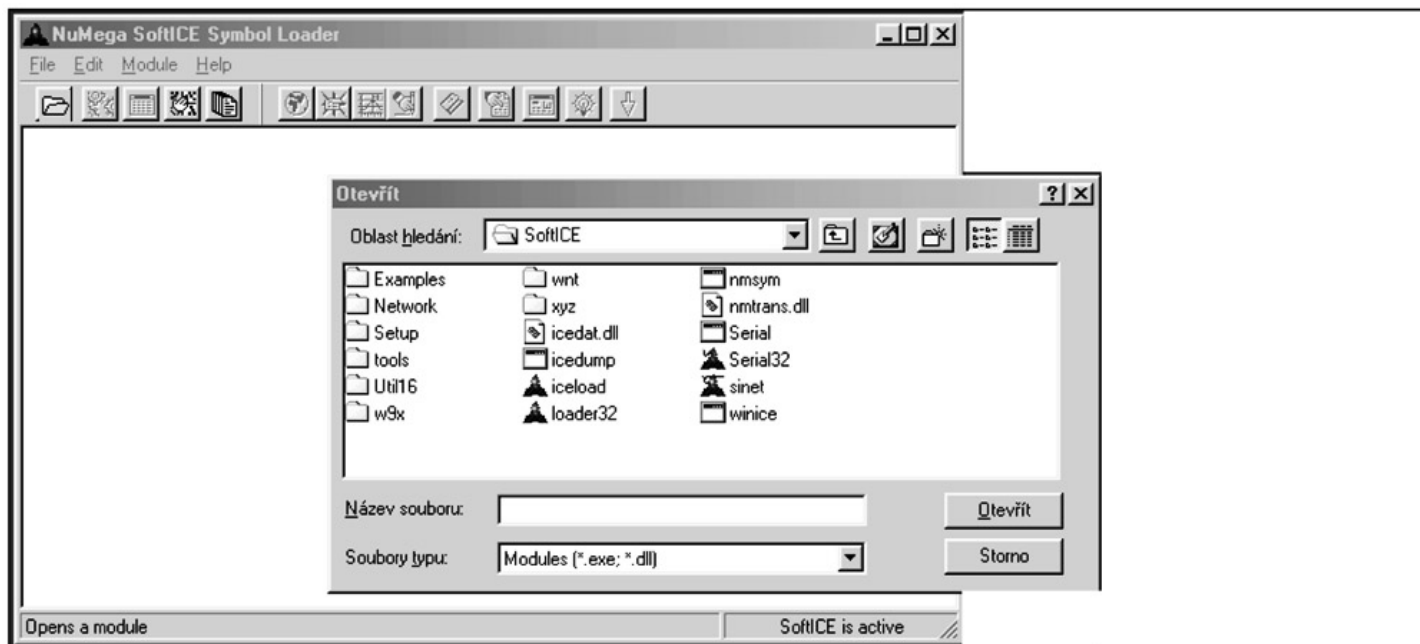 NuMega SoftICE Symbol Loader
File Edit Module Help
Otevřít
Oblast hledání: SoftICE
Examples wnt nmsym
Network xyz nmtrans.dll
Setup icedat.dll Serial
tools icedump Serial32
Util16 iceload sinet
w9x loader32 winice
Název souboru: Otevřít
Soubory typu: Modules (*.exe; *.dll) Storno
Opens a module SoftICE is active